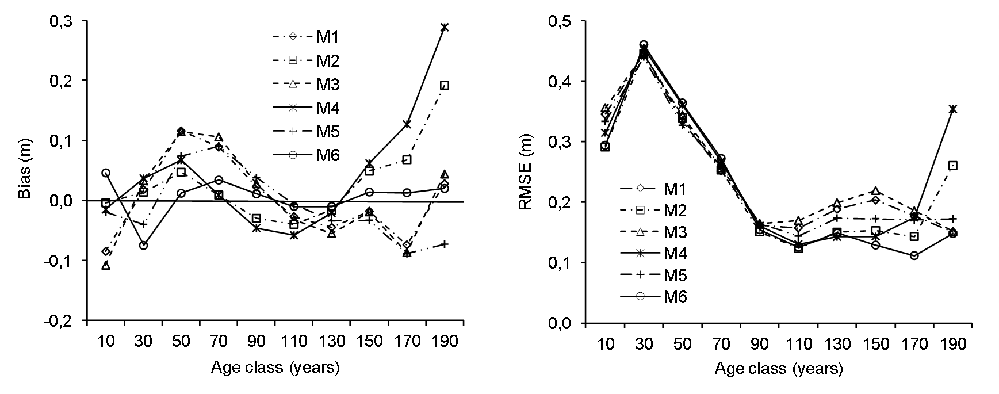 0,3
0,2
0,1
0,0
-0,1
-0,2
Bias (m)
M1
M2
M3
M4
M5
M6
10 30 50 70 90 110 130 150 170 190
Age class (years)
0,5
0,4
0,3
0,2
0,1
0,0
RMSE (m)
M1
M2
M3
M4
M5
M6
10 30 50 70 90 110 130 150 170 190
Age class (years)